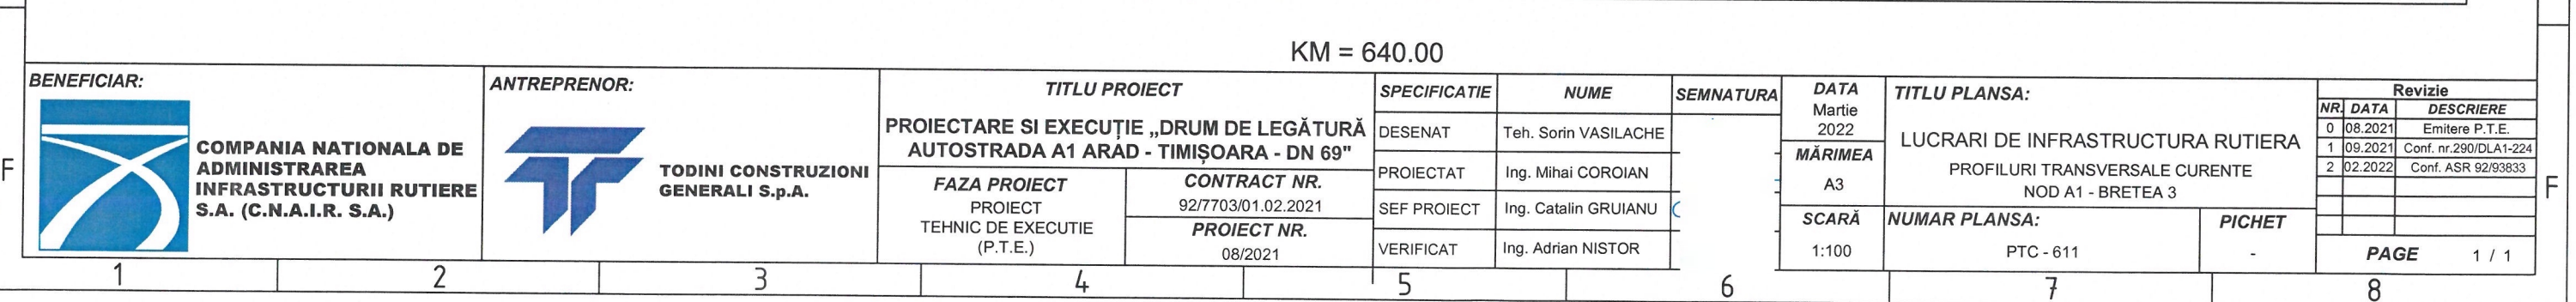 KM = 640.00
BENEFICIAR:
COMPANIA NATIONALA DE
ADMINISTRAREA
INFRASTRUCTURII RUTIERE
S.A. (C.N.A.I.R. S.A.)
ANTREPRENOR:
TODINI CONSTRUZIONI
GENERALI S.p.A.
TITLU PROIECT
PROIECTARE SI EXECUȚIE „DRUM DE LEGĂTURĂ
AUTOSTRADA A1 ARAD - TIMIȘOARA - DN 69"
FAZA PROIECT
PROIECT
TEHNIC DE EXECUTIE
(P.T.E.)
CONTRACT NR.
92/7703/01.02.2021
PROIECT NR.
08/2021
SPECIFICATIE NUME SEMNATURA
DESENAT Teh. Sorin VASILACHE
PROIECTAT Ing. Mihai COROIAN
SEF PROIECT Ing. Catalin GRUIANU
VERIFICAT Ing. Adrian NISTOR
DATA
Martie
2022
MĂRIMEA
A3
SCARĂ
1:100
TITLU PLANSA:
LUCRARI DE INFRASTRUCTURA RUTIERA
PROFILURI TRANSVERSALE CURENTE
NOD A1 - BRETEA 3
NUMAR PLANSA:
PTC - 611
PICHET
-
Revizie
NR. DATA DESCRIERE
0 08.2021 Emitere P.T.E.
1 09.2021 Conf. nr.290/DLA1-224
2 02.2022 Conf. ASR 92/93833
PAGE 1 / 1
F F
1 2 3 4 5 6 7 8